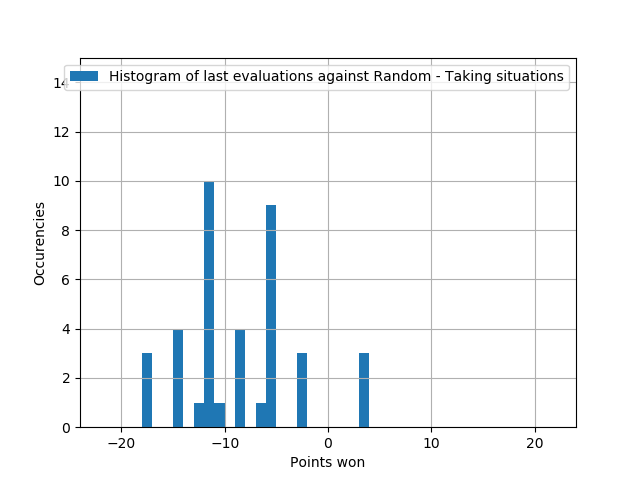 Histogram of last evaluations against Random - Taking situations
14
12
10
8
6
4
2
0
Occurencies
−20 −10 0 10 20
Points won